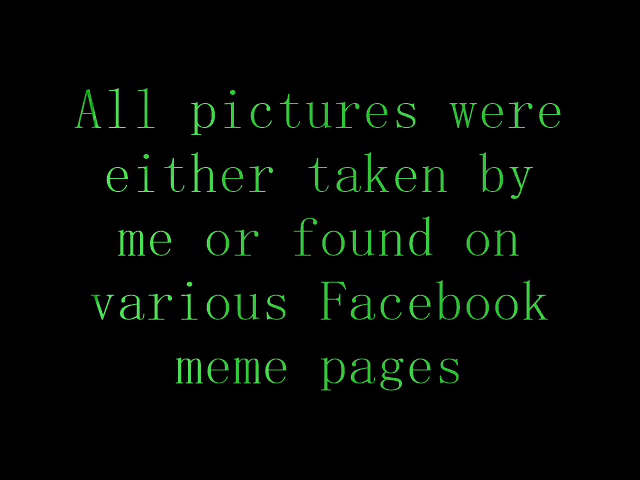 All pictures were
either taken by
me or found on
various Facebook
meme pages